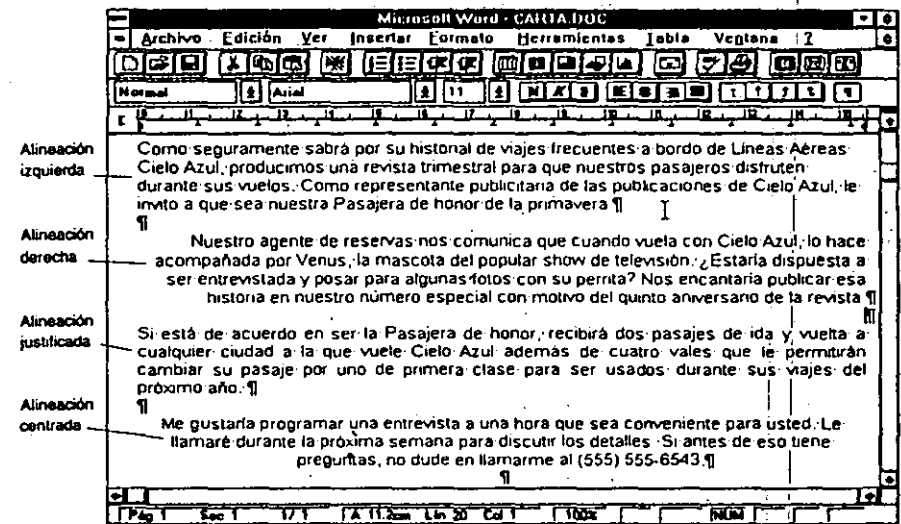 Microsoft Word - CARTA.DOC
Archivo Edición Ver Insertar Formato Herramientas Tabla Ventana ?
Normal Arial 11 N K S
Alineación izquierda
Como seguramente sabrá por su historial de viajes frecuentes a bordo de Líneas Aéreas
Cielo Azul, producimos una revista trimestral para que nuestros pasajeros disfruten
durante sus vuelos. Como representante publicitaria de las publicaciones de Cielo Azul, le
invito a que sea nuestra Pasajera de honor de la primavera ¶
¶
Alineación derecha
Nuestro agente de reservas nos comunica que cuando vuela con Cielo Azul, lo hace
acompañada por Venus, la mascota del popular show de televisión. ¿Estaría dispuesta a
ser entrevistada y posar para algunas fotos con su perrita? Nos encantaría publicar esa
historia en nuestro número especial con motivo del quinto aniversario de la revista ¶
¶
Alineación justificada
Si está de acuerdo en ser la Pasajera de honor, recibirá dos pasajes de ida y vuelta a
cualquier ciudad a la que vuele Cielo Azul además de cuatro vales que le permitirán
cambiar su pasaje por uno de primera clase para ser usados durante sus viajes del
próximo año. ¶
¶
Alineación centrada
Me gustaría programar una entrevista a una hora que sea conveniente para usted. Le
llamaré durante la próxima semana para discutir los detalles. Si antes de eso tiene
preguntas, no dude en llamarme al (555) 555-6543.¶
¶
Pág 1 Sec 1 1/1 A 11.2cm Lín 20 Col 1 100% NUM